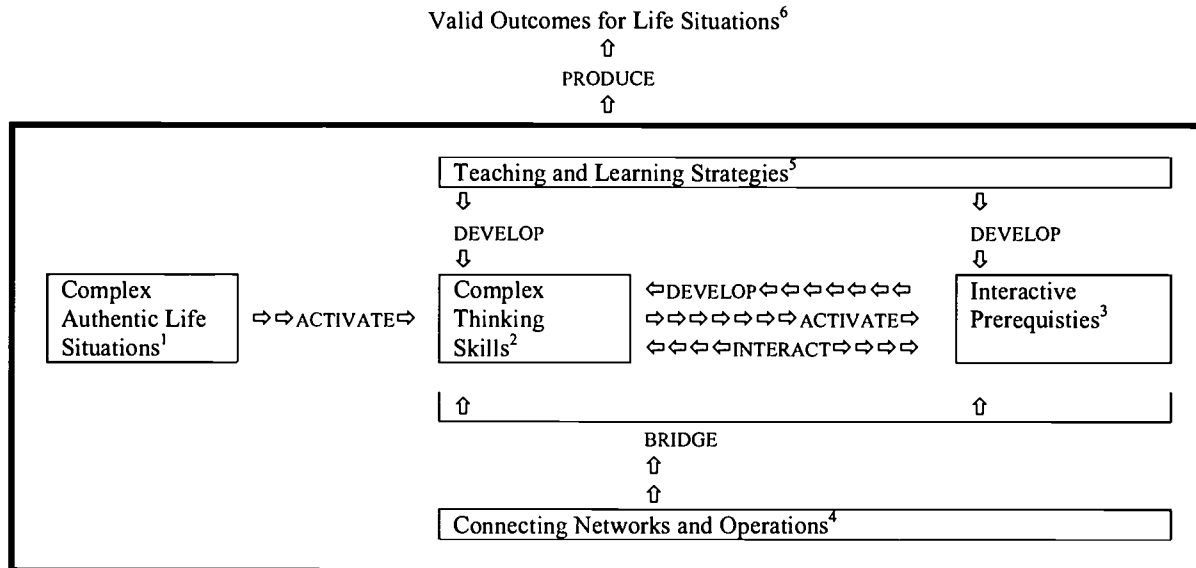 Valid Outcomes for Life Situations⁶
⇧
PRODUCE
⇧
Teaching and Learning Strategies⁵
⇩ ⇩
DEVELOP DEVELOP
⇩ ⇩
Complex
Authentic Life
Situations¹
⇨⇨ACTIVATE⇨
Complex
Thinking
Skills²
⇦DEVELOP⇦⇦⇦⇦⇦⇦⇦
⇨⇨⇨⇨⇨⇨⇨ACTIVATE⇨
⇦⇦⇦⇦INTERACT⇨⇨⇨⇨
Interactive
Prerequisties³
⇧ ⇧
BRIDGE
⇧
⇧
Connecting Networks and Operations⁴